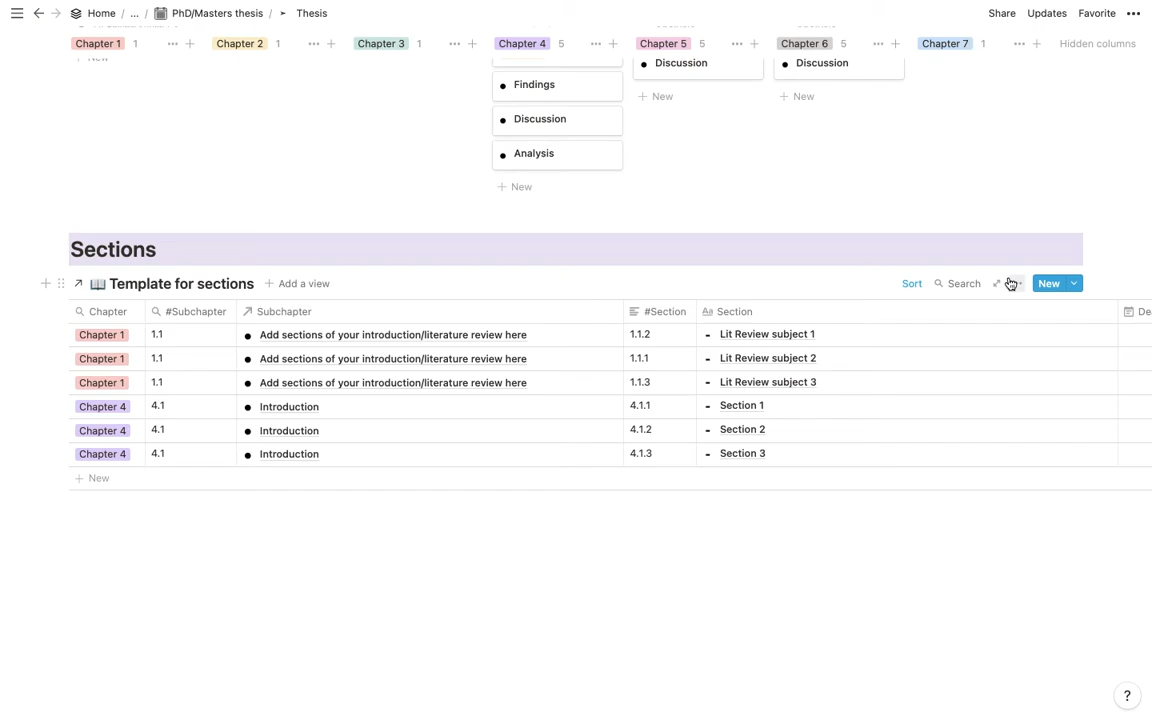 Home / ... / PhD/Masters thesis / Thesis Share Updates Favorite •••
Chapter 1 1 ••• + Chapter 2 1 ••• + Chapter 3 1 ••• + Chapter 4 5 ••• + Chapter 5 5 ••• + Chapter 6 5 ••• + Chapter 7 1 ••• + Hidden columns
+ New
Discussion Discussion
Findings
+ New + New
Discussion
Analysis
+ New
Sections
Template for sections + Add a view Sort Search New
Chapter #Subchapter Subchapter #Section Aa Section
Chapter 1 1.1 • Add sections of your introduction/literature review here 1.1.2 - Lit Review subject 1
Chapter 1 1.1 • Add sections of your introduction/literature review here 1.1.1 - Lit Review subject 2
Chapter 1 1.1 • Add sections of your introduction/literature review here 1.1.3 - Lit Review subject 3
Chapter 4 4.1 • Introduction 4.1.1 - Section 1
Chapter 4 4.1 • Introduction 4.1.2 - Section 2
Chapter 4 4.1 • Introduction 4.1.3 - Section 3
+ New
?